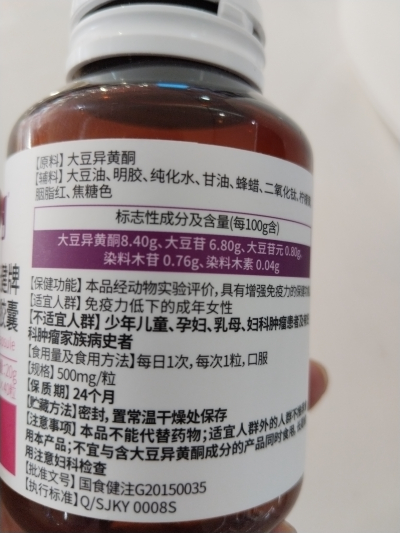 【原料】大豆异黄酮
【辅料】大豆油、明胶、纯化水、甘油、蜂蜡、二氧化钛、柠檬
胭脂红、焦糖色
标志性成分及含量(每100g含)
大豆异黄酮8.40g、大豆苷 6.80g、大豆苷元 0.80g、
染料木苷 0.76g、染料木素 0.04g
【保健功能】本品经动物实验评价,具有增强免疫力的保健
【适宜人群】免疫力低下的成年女性
【不适宜人群】少年儿童、孕妇、乳母、妇科肿瘤患者及
科肿瘤家族病史者
【食用量及食用方法】每日1次,每次1粒,口服
【规格】500mg/粒
【保 质 期】24个月
【贮藏方法】密封,置常温干燥处保存
【注意事项】本品不能代替药物;适宜人群外的人群不推荐
用本产品;不宜与含大豆异黄酮成分的产品同时食用,
用注意妇科检查
【批准文号】国食健注G20150035
【执行标准】Q/SJKY 0008S
牌
胶囊